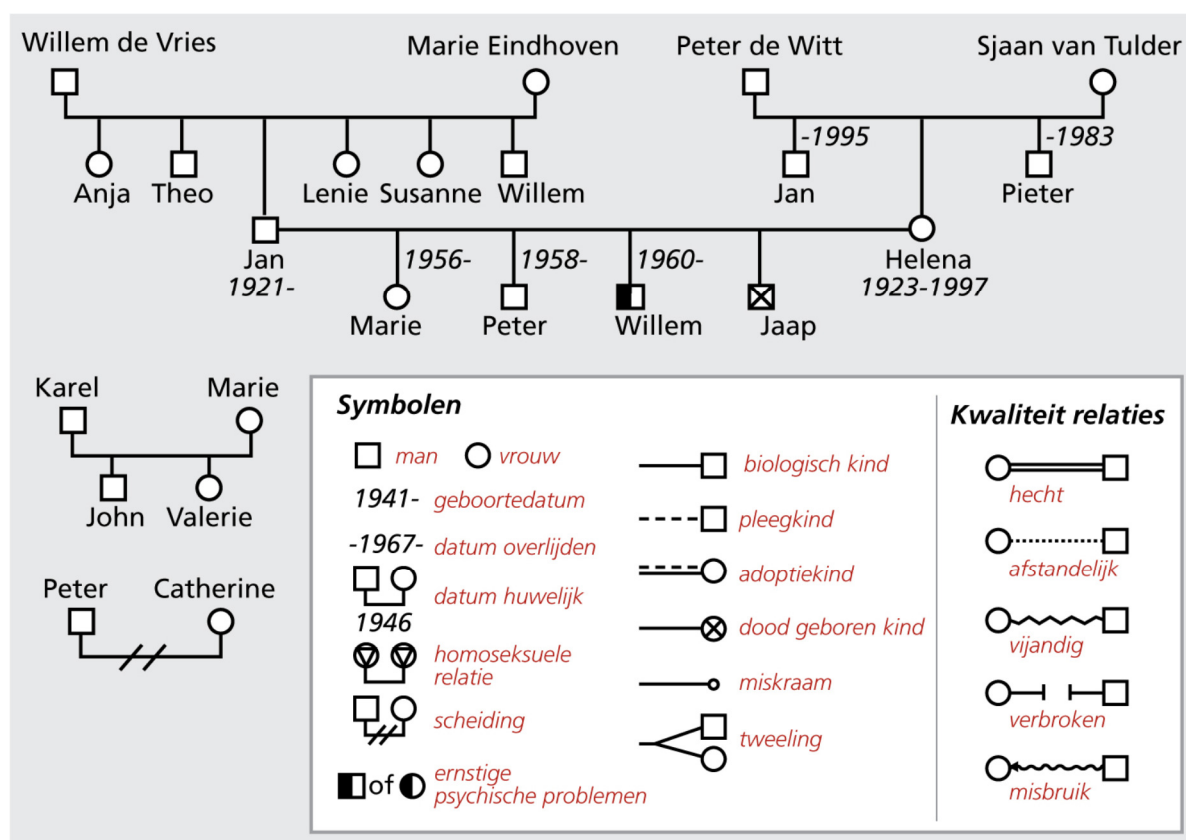 Willem de Vries
Marie Eindhoven
Peter de Witt
Sjaan van Tulder
-1995
-1983
Anja
Theo
Lenie
Susanne
Willem
Jan
Pieter
Jan
1921-
1956-
1958-
1960-
Helena
1923-1997
Marie
Peter
Willem
Jaap
Karel
Marie
John
Valerie
Peter
Catherine
Symbolen
man
vrouw
1941- geboortedatum
-1967- datum overlijden
datum huwelijk
1946
homoseksuele
relatie
scheiding
of
ernstige
psychische problemen
biologisch kind
pleegkind
adoptiekind
dood geboren kind
miskraam
tweeling
Kwaliteit relaties
hecht
afstandelijk
vijandig
verbroken
misbruik